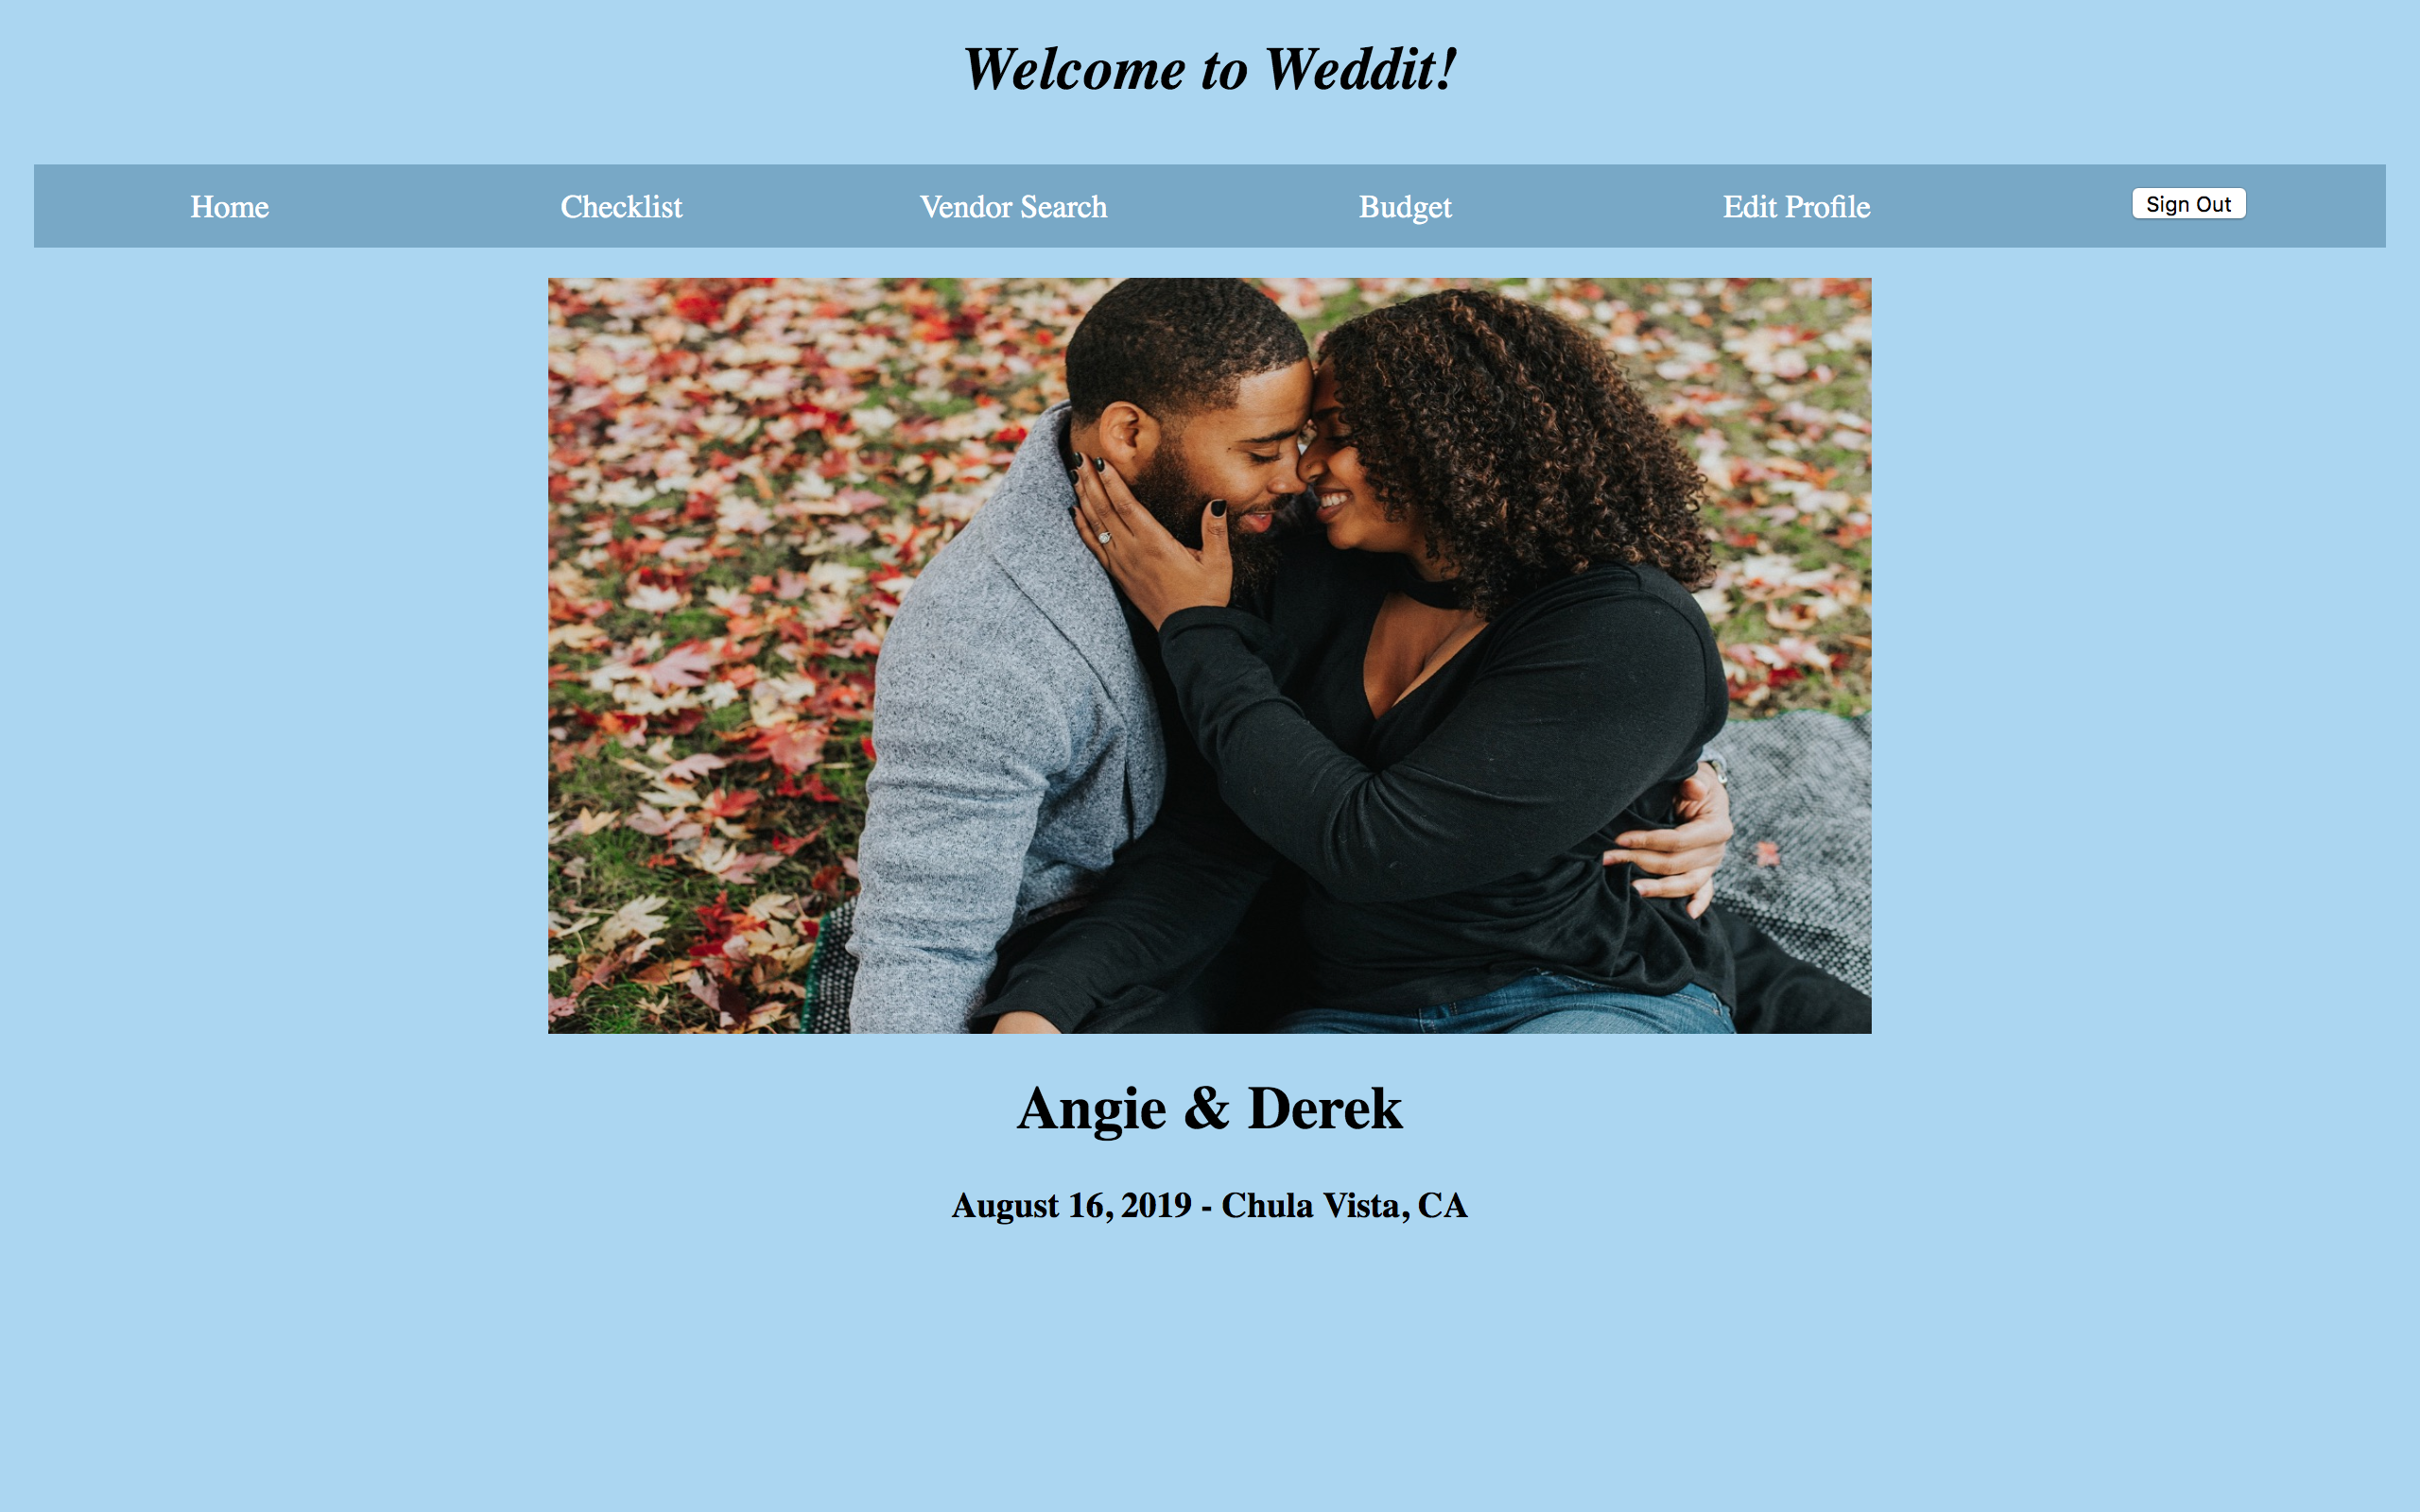 Welcome to Weddit!
Home Checklist Vendor Search Budget Edit Profile Sign Out
Angie & Derek
August 16, 2019 - Chula Vista, CA